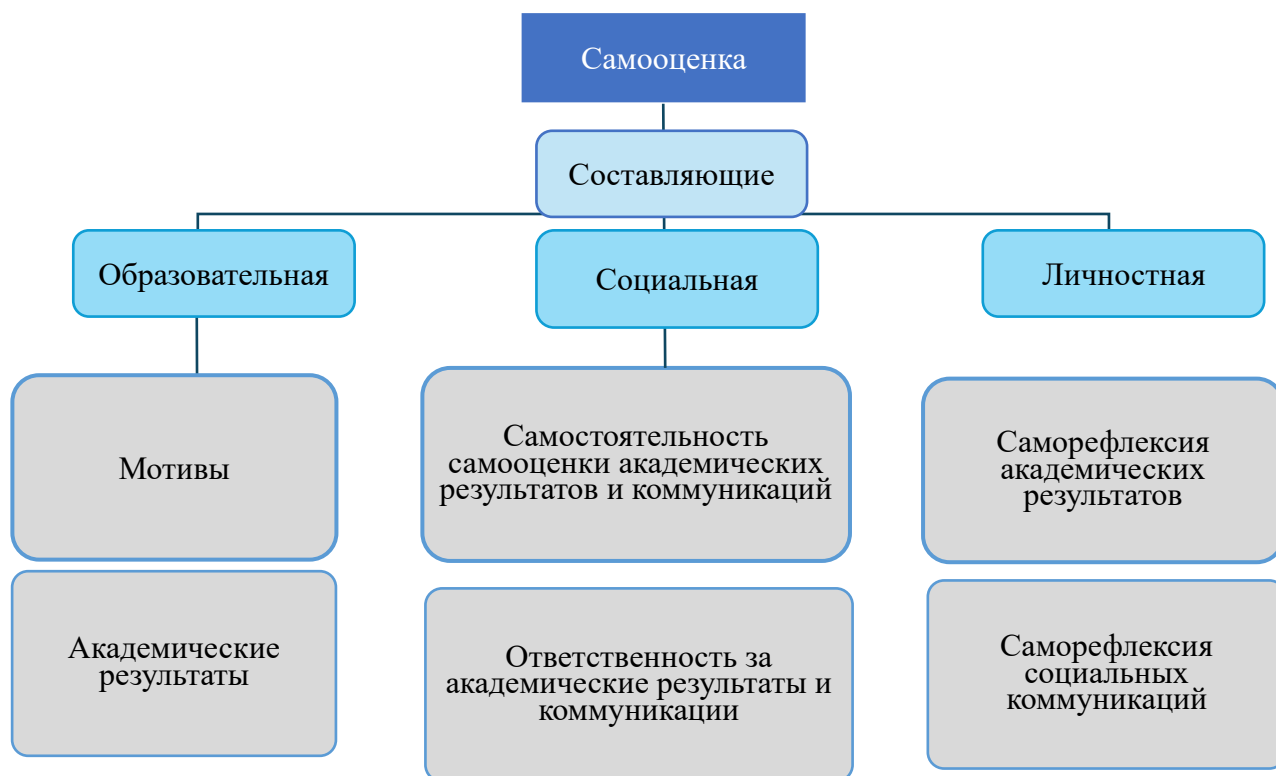 Самооценка
Составляющие
Образовательная
Социальная
Личностная
Мотивы
Самостоятельность
самооценки академических
результатов и коммуникаций
Саморефлексия
академических
результатов
Академические
результаты
Ответственность за
академические результаты и
коммуникации
Саморефлексия
социальных
коммуникаций